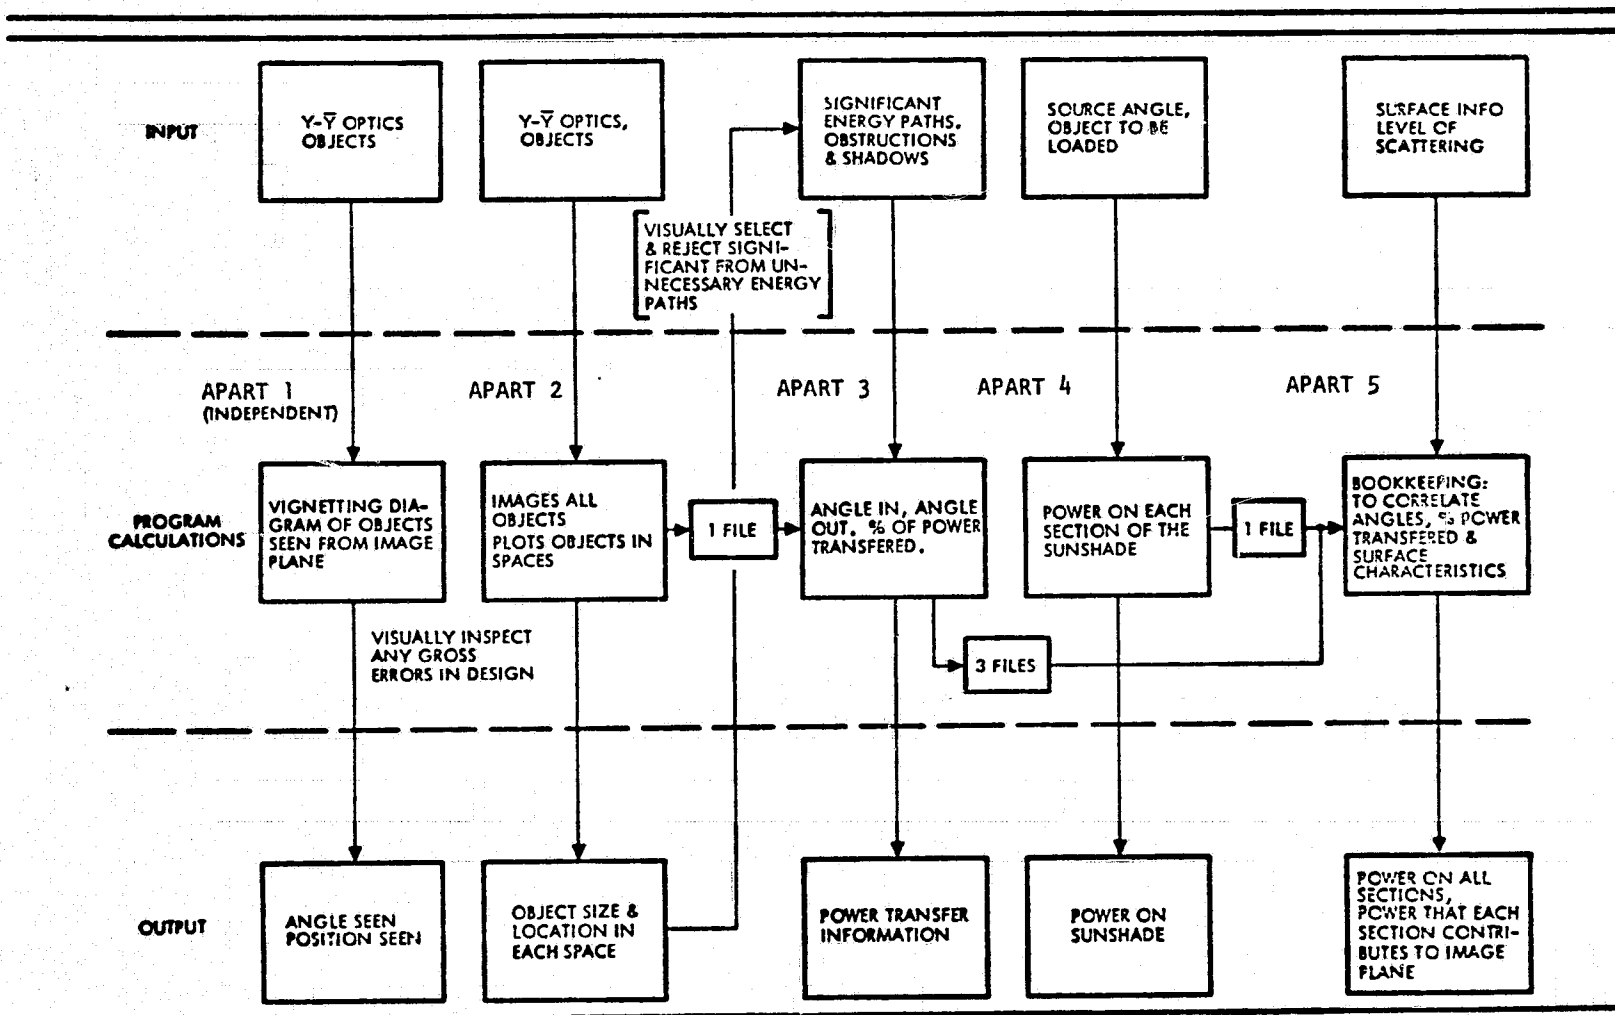 INPUT
Y-Ȳ OPTICS
OBJECTS
Y-Ȳ OPTICS,
OBJECTS
SIGNIFICANT
ENERGY PATHS.
OBSTRUCTIONS
& SHADOWS
SOURCE ANGLE,
OBJECT TO BE
LOADED
SURFACE INFO
LEVEL OF
SCATTERING
VISUALLY SELECT
& REJECT SIGNI-
FICANT FROM UN-
NECESSARY ENERGY
PATHS
APART 1
(INDEPENDENT)
APART 2
APART 3
APART 4
APART 5
PROGRAM
CALCULATIONS
VIGNETTING DIA-
GRAM OF OBJECTS
SEEN FROM IMAGE
PLANE
IMAGES ALL
OBJECTS
PLOTS OBJECTS IN
SPACES
1 FILE
ANGLE IN, ANGLE
OUT. % OF POWER
TRANSFERED.
POWER ON EACH
SECTION OF THE
SUNSHADE
1 FILE
BOOKKEEPING:
TO CORRELATE
ANGLES, % POWER
TRANSFERED &
SURFACE
CHARACTERISTICS
VISUALLY INSPECT
ANY GROSS
ERRORS IN DESIGN
3 FILES
OUTPUT
ANGLE SEEN
POSITION SEEN
OBJECT SIZE &
LOCATION IN
EACH SPACE
POWER TRANSFER
INFORMATION
POWER ON
SUNSHADE
POWER ON ALL
SECTIONS,
POWER THAT EACH
SECTION CONTRI-
BUTES TO IMAGE
PLANE